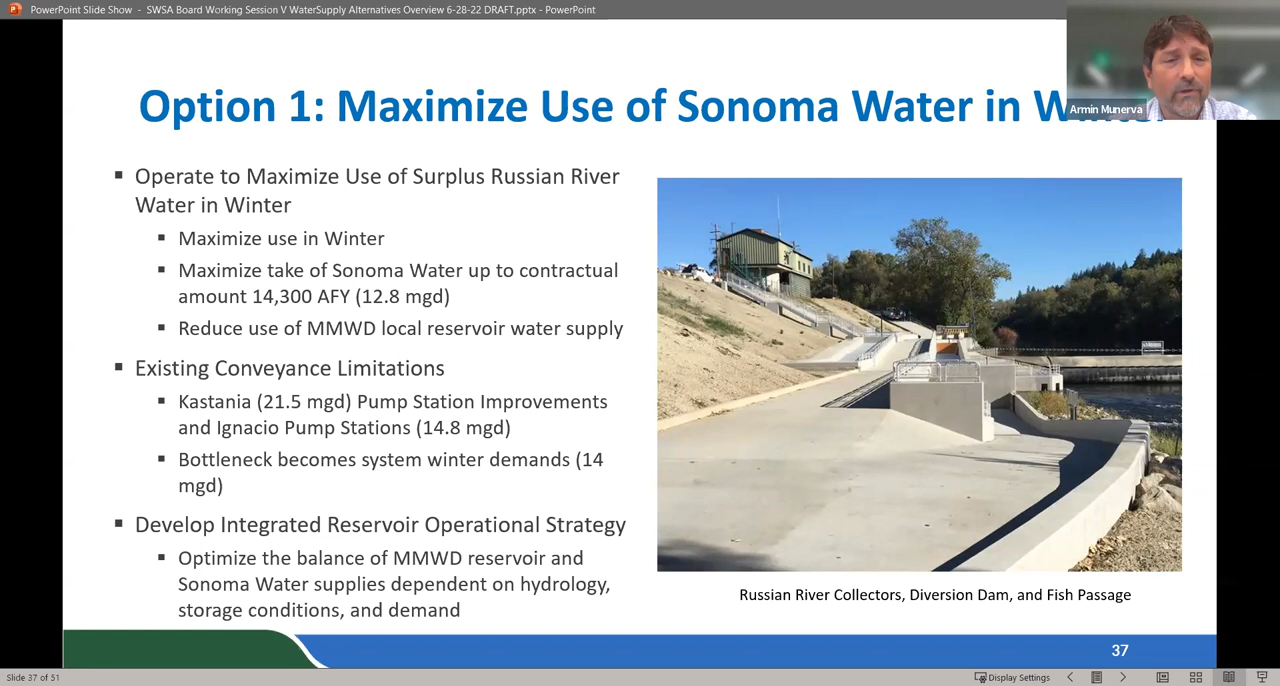 PowerPoint Slide Show - SWSA Board Working Session V WaterSupply Alternatives Overview 6-28-22 DRAFT.pptx - PowerPoint
Option 1: Maximize Use of Sonoma Water in Winter
Armin Munerva
▪ Operate to Maximize Use of Surplus Russian River
Water in Winter
▪ Maximize use in Winter
▪ Maximize take of Sonoma Water up to contractual
amount 14,300 AFY (12.8 mgd)
▪ Reduce use of MMWD local reservoir water supply
▪ Existing Conveyance Limitations
▪ Kastania (21.5 mgd) Pump Station Improvements
and Ignacio Pump Stations (14.8 mgd)
▪ Bottleneck becomes system winter demands (14
mgd)
▪ Develop Integrated Reservoir Operational Strategy
▪ Optimize the balance of MMWD reservoir and
Sonoma Water supplies dependent on hydrology,
storage conditions, and demand
Russian River Collectors, Diversion Dam, and Fish Passage
37
Slide 37 of 51
Display Settings